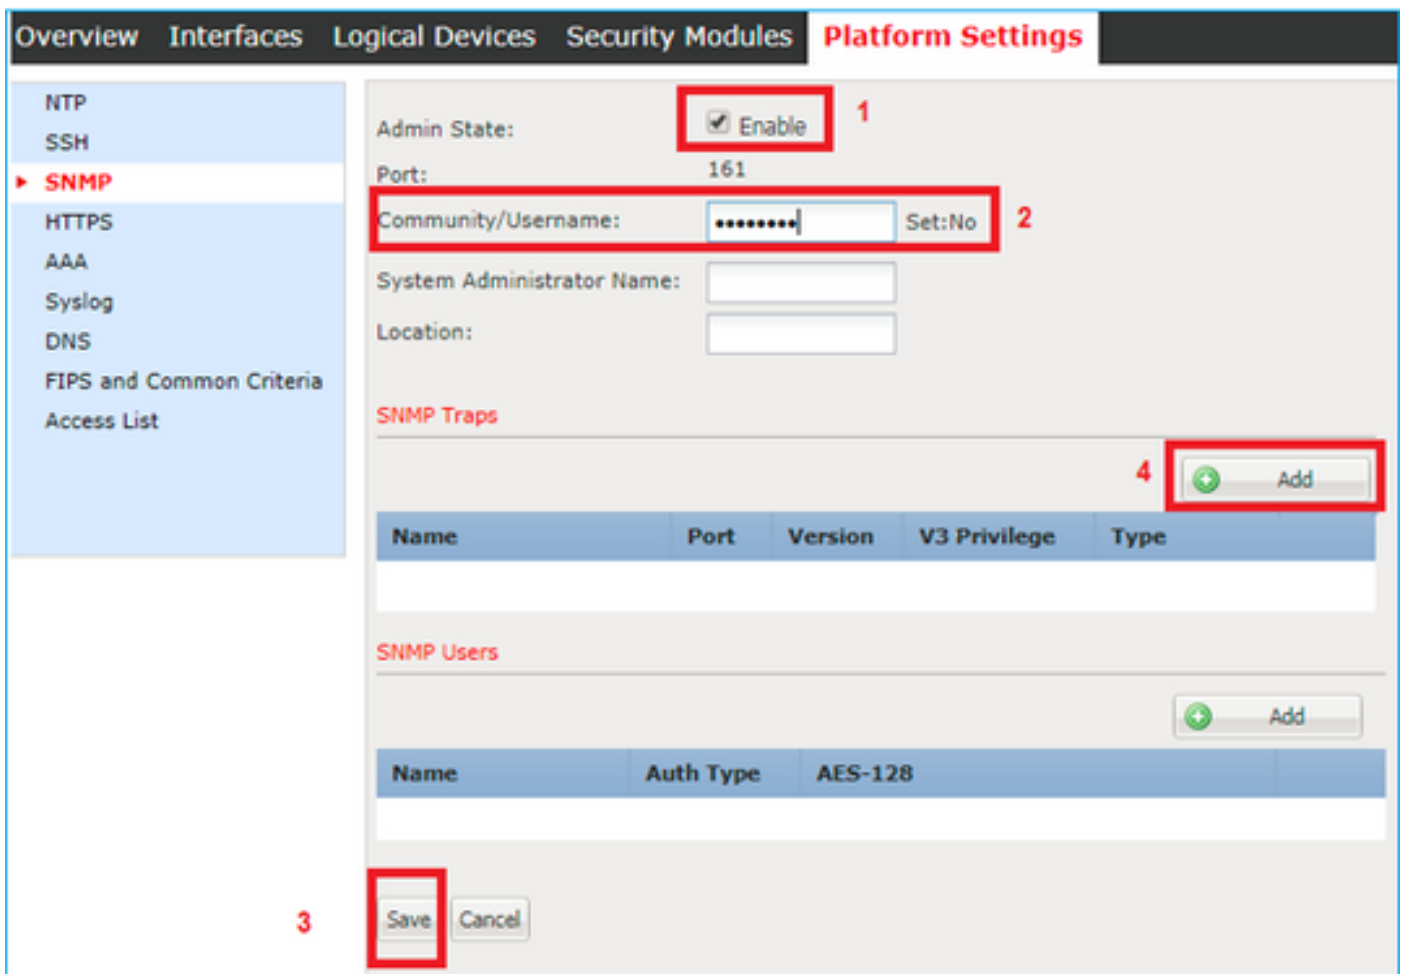 Overview Interfaces Logical Devices Security Modules Platform Settings
NTP
SSH
SNMP
HTTPS
AAA
Syslog
DNS
FIPS and Common Criteria
Access List
Admin State: Enable 1
Port: 161
Community/Username: •••••••• Set:No 2
System Administrator Name:
Location:
SNMP Traps
4 Add
Name Port Version V3 Privilege Type
SNMP Users
Add
Name Auth Type AES-128
3 Save Cancel